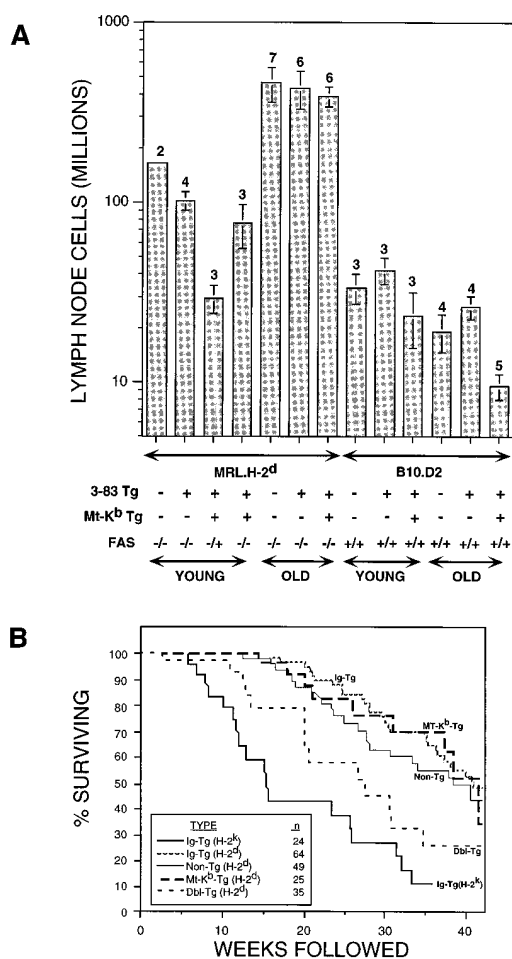 A
LYMPH NODE CELLS (MILLIONS)
1000
100
10
2
4
3
3
7
6
6
3
3
3
4
4
5
MRL.H-2d B10.D2
3-83 Tg - + + + - + + - + + - + +
Mt-Kb Tg - - + + - - + - - + - - +
FAS -/- -/- -/+ -/- -/- -/- -/- +/+ +/+ +/+ +/+ +/+ +/+
YOUNG OLD YOUNG OLD
B
% SURVIVING
100
90
80
70
60
50
40
30
20
10
0
Ig-Tg
MT-Kb-Tg
Non-Tg
Dbl-Tg
Ig-Tg(H-2k)
TYPE n
Ig-Tg (H-2k) 24
Ig-Tg (H-2d) 64
Non-Tg (H-2d) 49
Mt-Kb-Tg (H-2d) 25
Dbl-Tg (H-2d) 35
0 10 20 30 40
WEEKS FOLLOWED